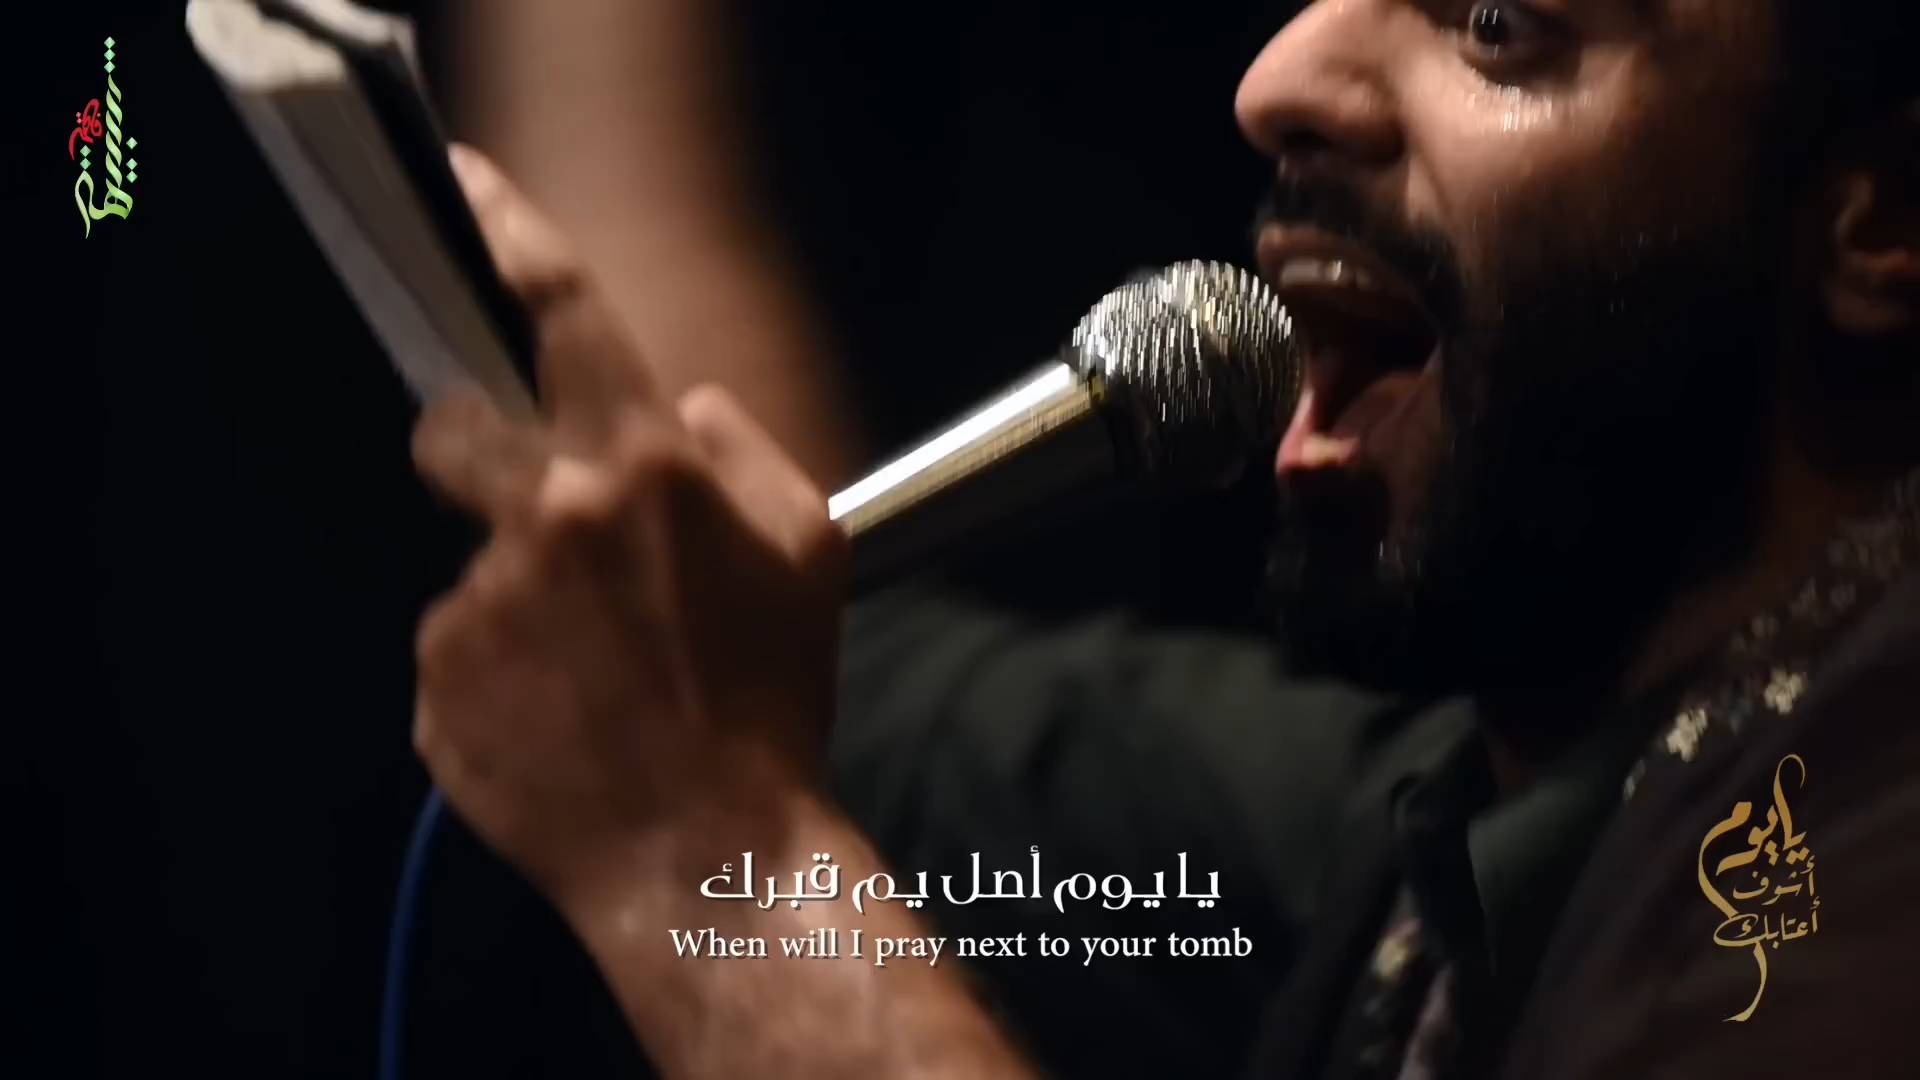 يا يوم أصل يم قبرك
When will I pray next to your tomb
يا يوم
أشوف
أعتابك